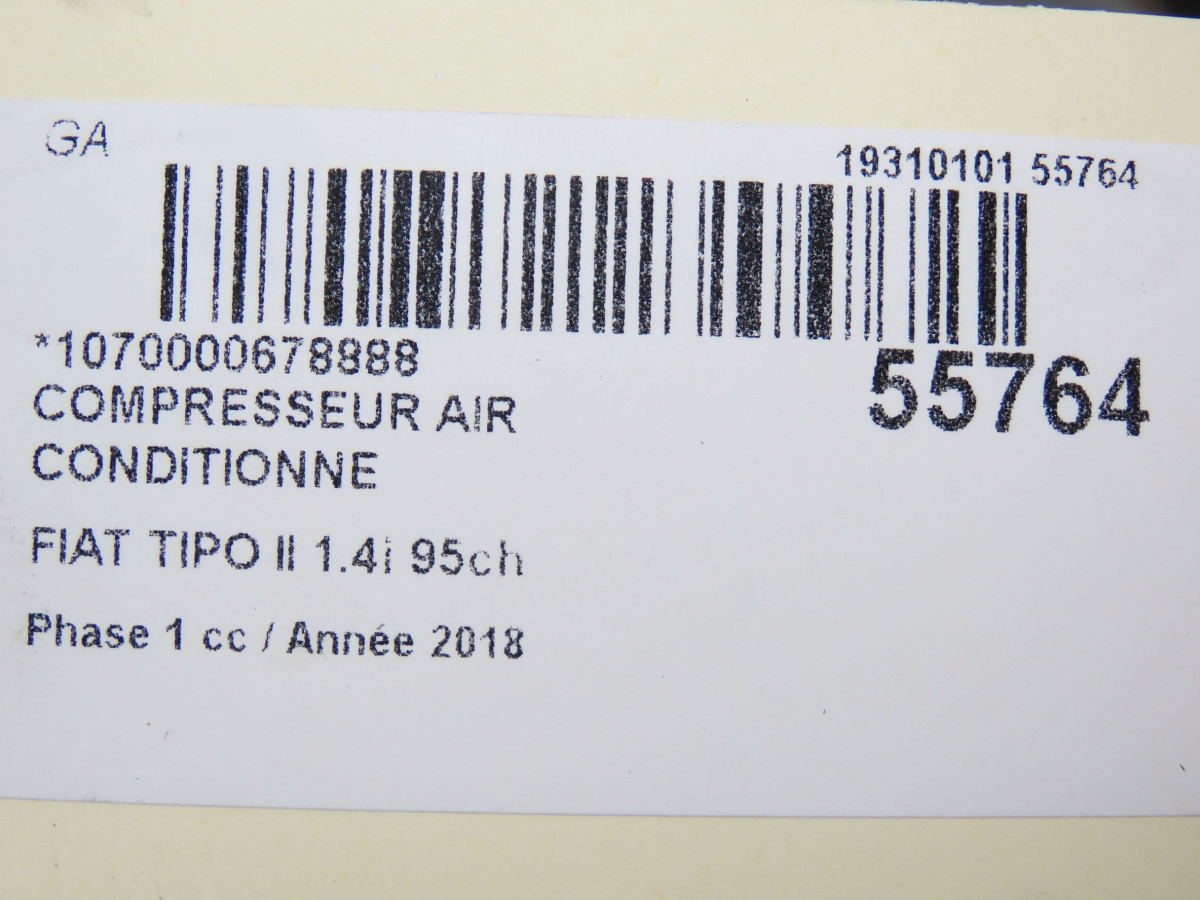 GA
19310101 55764
*1070000678888
55764
COMPRESSEUR AIR
CONDITIONNE
FIAT TIPO II 1.4i 95ch
Phase 1 cc / Année 2018